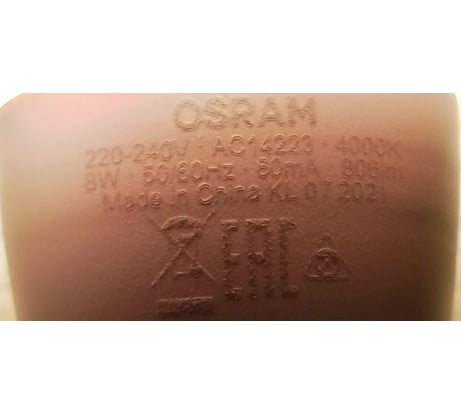 OSRAM
220-240V · AC14223 · 4000K
8W · 50/60Hz 60mA 806lm
Made in China KL 07 2021
EAC